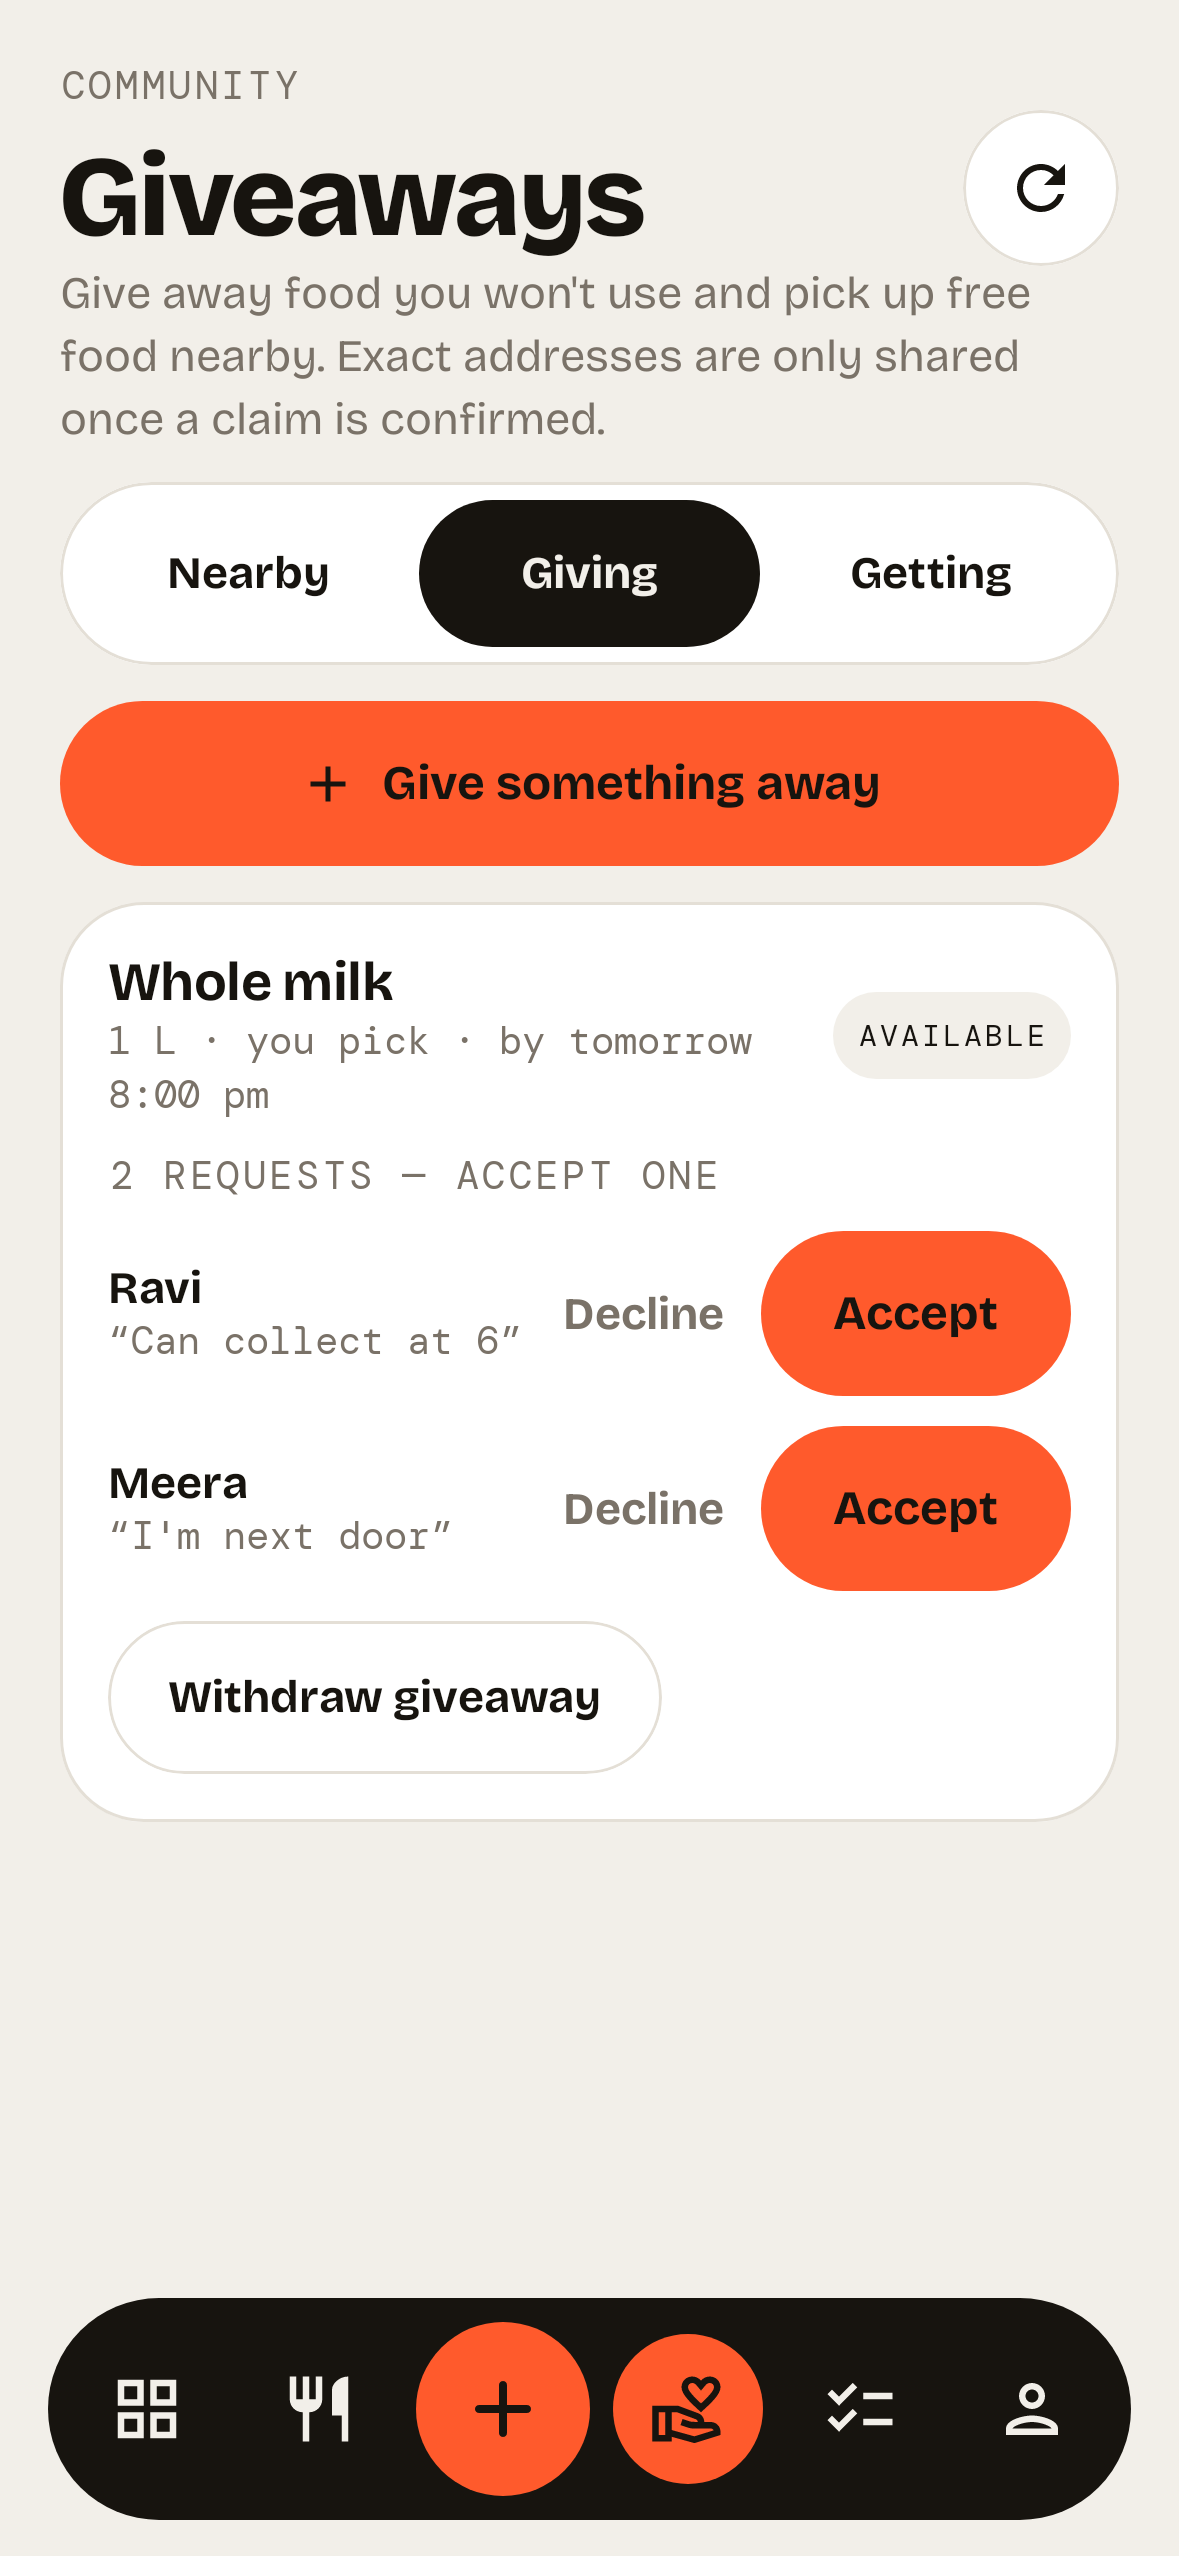 COMMUNITY
Giveaways
Give away food you won't use and pick up free
food nearby. Exact addresses are only shared
once a claim is confirmed.
Nearby
Giving
Getting
Give something away
Whole milk
1 L · you pick · by tomorrow
8:00 pm
AVAILABLE
2 REQUESTS — ACCEPT ONE
Ravi
“Can collect at 6”
Decline
Accept
Meera
“I'm next door”
Decline
Accept
Withdraw giveaway